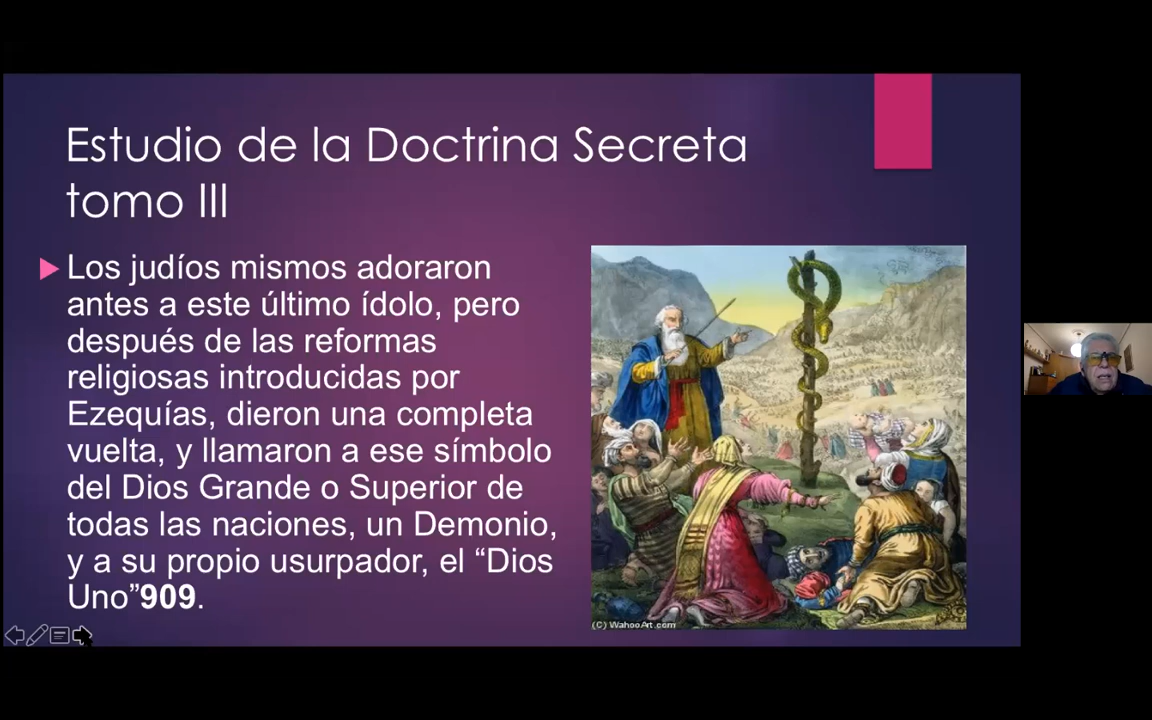 Estudio de la Doctrina Secreta
tomo III
Los judíos mismos adoraron
antes a este último ídolo, pero
después de las reformas
religiosas introducidas por
Ezequías, dieron una completa
vuelta, y llamaron a ese símbolo
del Dios Grande o Superior de
todas las naciones, un Demonio,
y a su propio usurpador, el “Dios
Uno”909.
(C) WahooArt.com